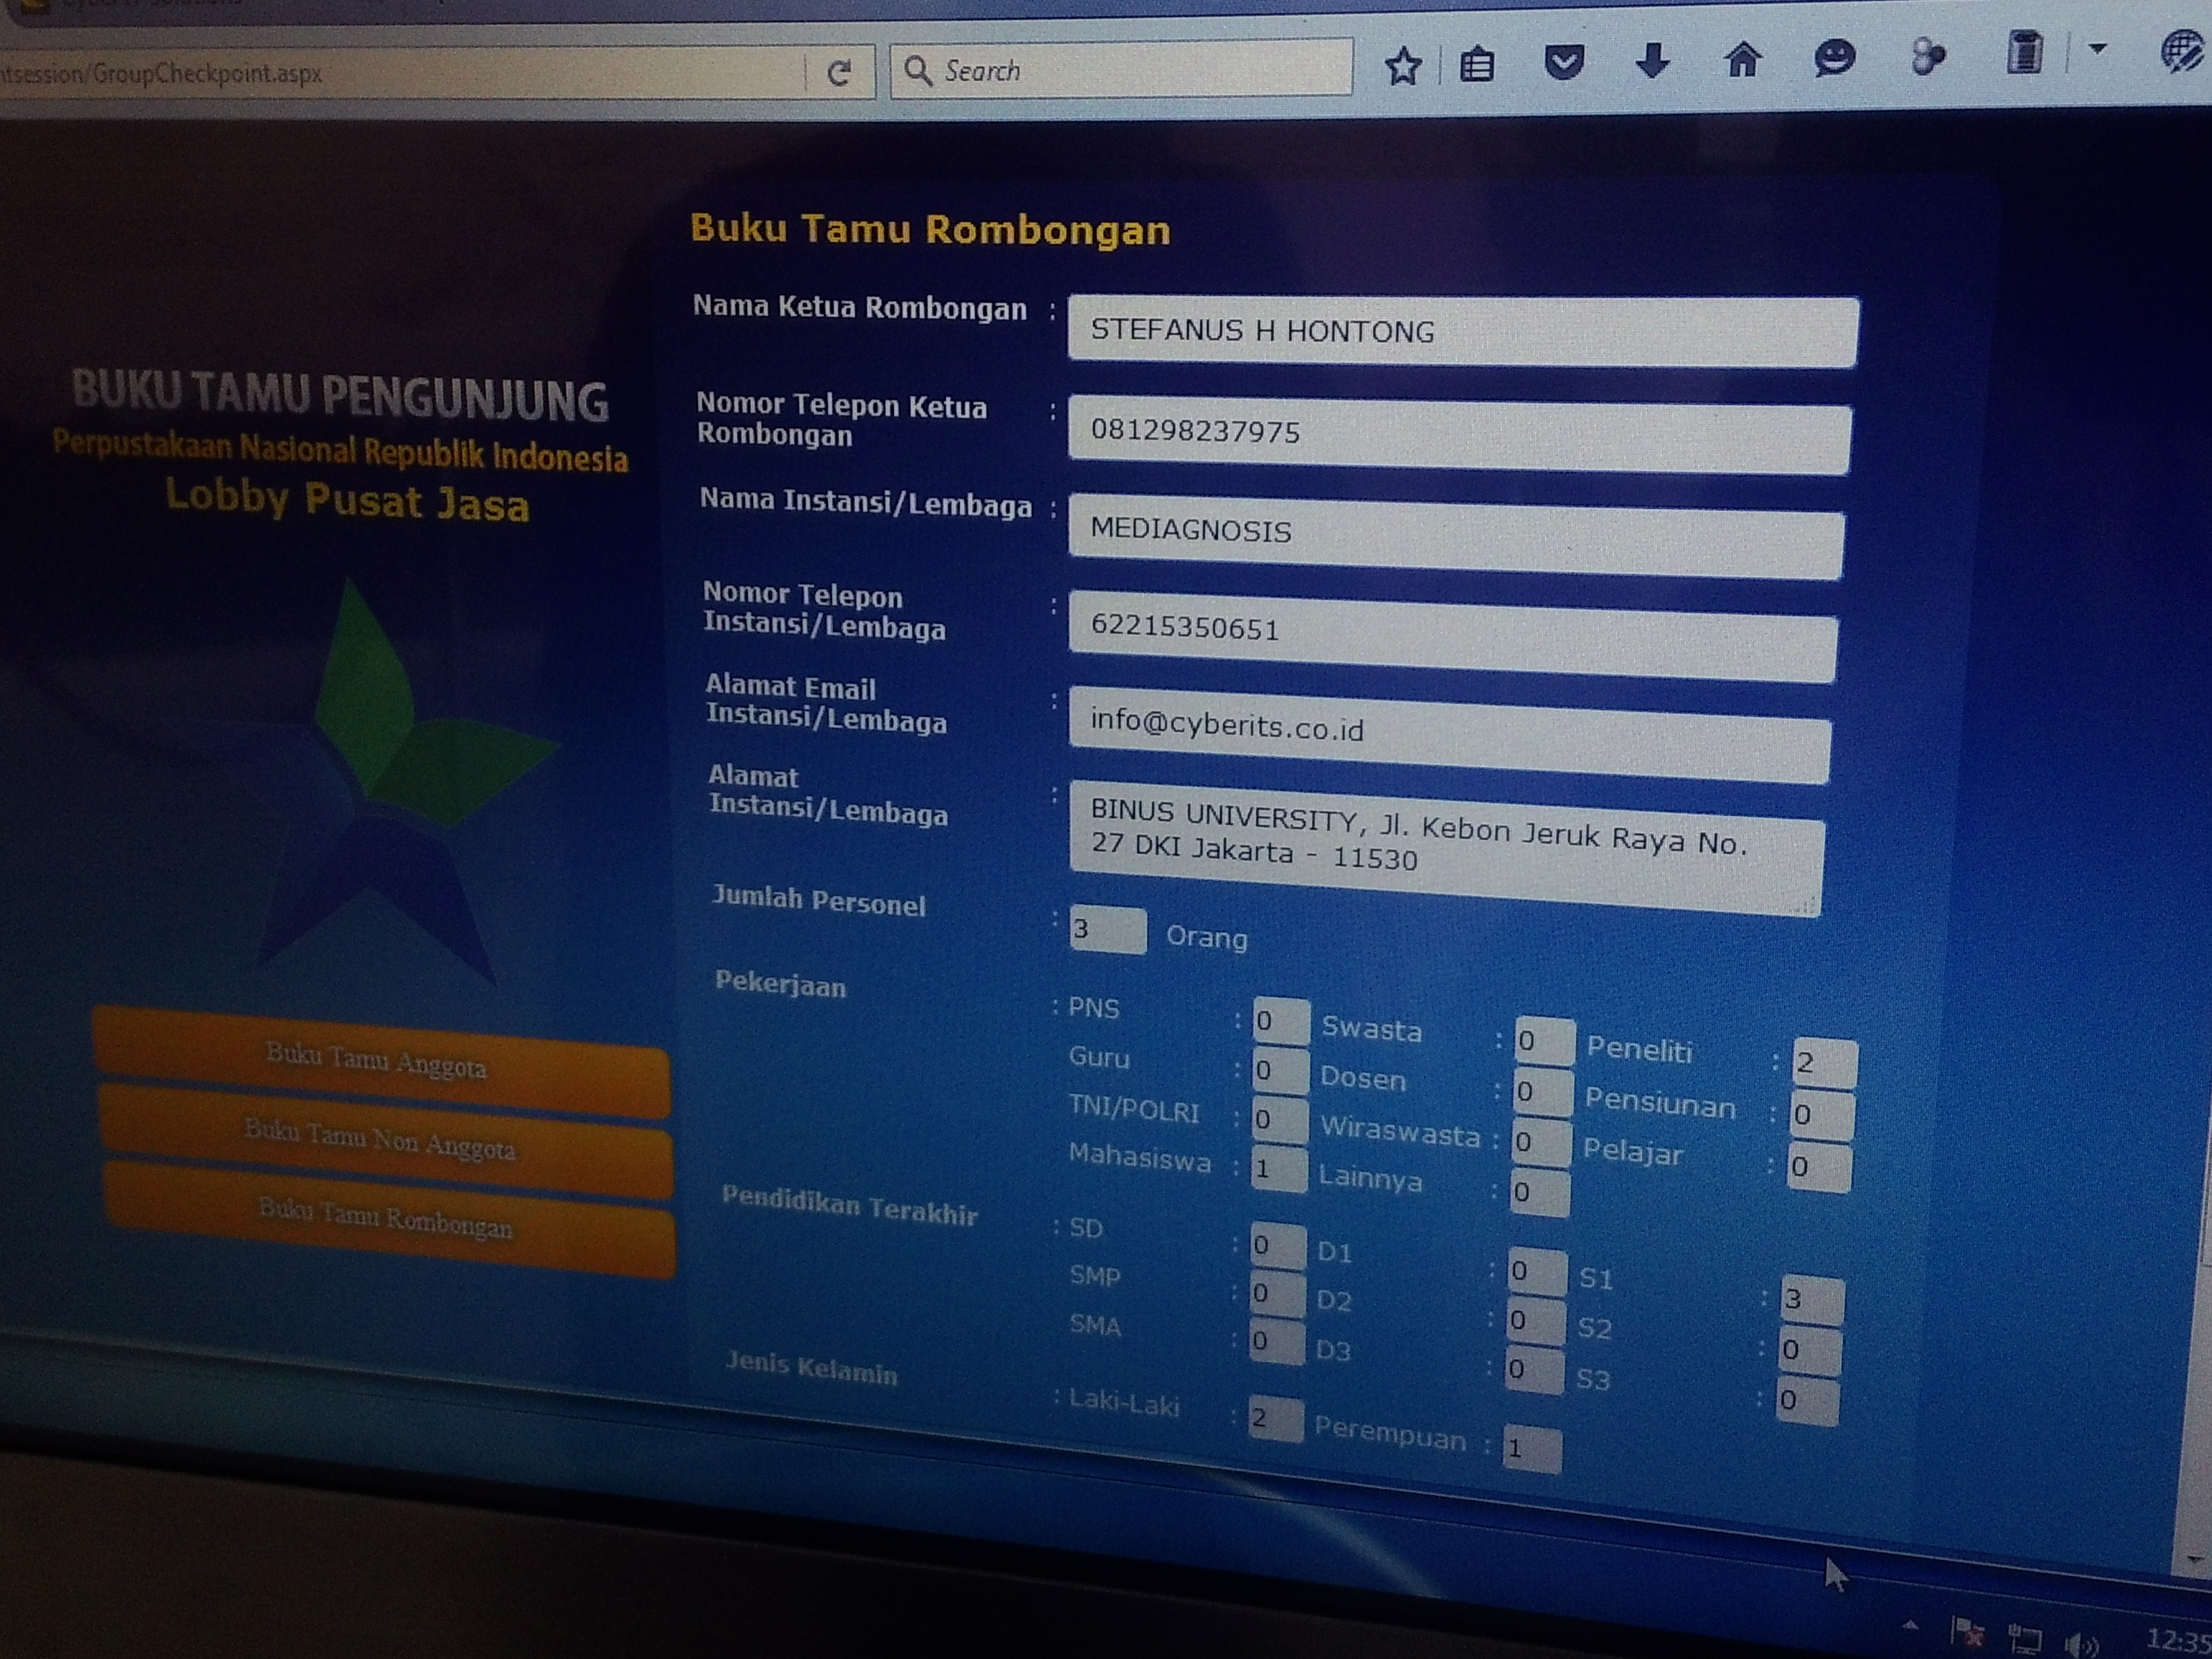 tsession/GroupCheckpoint.aspx
Search
BUKU TAMU PENGUNJUNG
Perpustakaan Nasional Republik Indonesia
Lobby Pusat Jasa
Buku Tamu Anggota
Buku Tamu Non Anggota
Buku Tamu Rombongan
Buku Tamu Rombongan
Nama Ketua Rombongan : STEFANUS H HONTONG
Nomor Telepon Ketua Rombongan : 081298237975
Nama Instansi/Lembaga : MEDIAGNOSIS
Nomor Telepon Instansi/Lembaga : 62215350651
Alamat Email Instansi/Lembaga : info@cyberits.co.id
Alamat Instansi/Lembaga : BINUS UNIVERSITY, Jl. Kebon Jeruk Raya No.
27 DKI Jakarta - 11530
Jumlah Personel : 3 Orang
Pekerjaan : PNS : 0 Swasta : 0 Peneliti : 2
Guru : 0 Dosen : 0 Pensiunan : 0
TNI/POLRI : 0 Wiraswasta : 0 Pelajar : 0
Mahasiswa : 1 Lainnya : 0
Pendidikan Terakhir : SD : 0 D1 : 0 S1 : 3
SMP : 0 D2 : 0 S2 : 0
SMA : 0 D3 : 0 S3 : 0
Jenis Kelamin : Laki-Laki : 2 Perempuan : 1
12:35